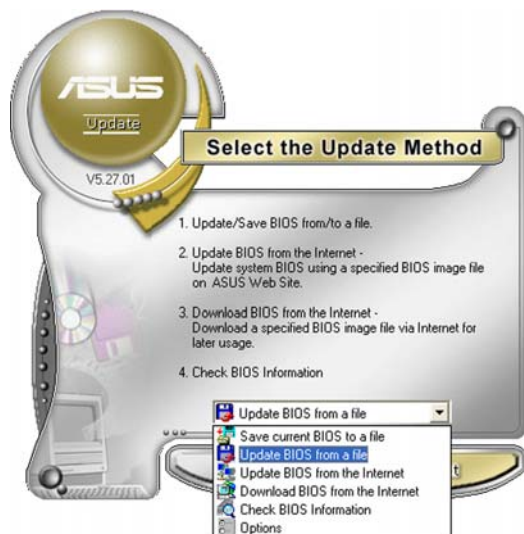 ASUS
Update
V5.27.01
Select the Update Method
1. Update/Save BIOS from/to a file.
2. Update BIOS from the Internet -
Update system BIOS using a specified BIOS image file
on ASUS Web Site.
3. Download BIOS from the Internet -
Download a specified BIOS image file via Internet for
later usage.
4. Check BIOS Information
Update BIOS from a file
Save current BIOS to a file
Update BIOS from a file
Update BIOS from the Internet
Download BIOS from the Internet
Check BIOS Information
Options